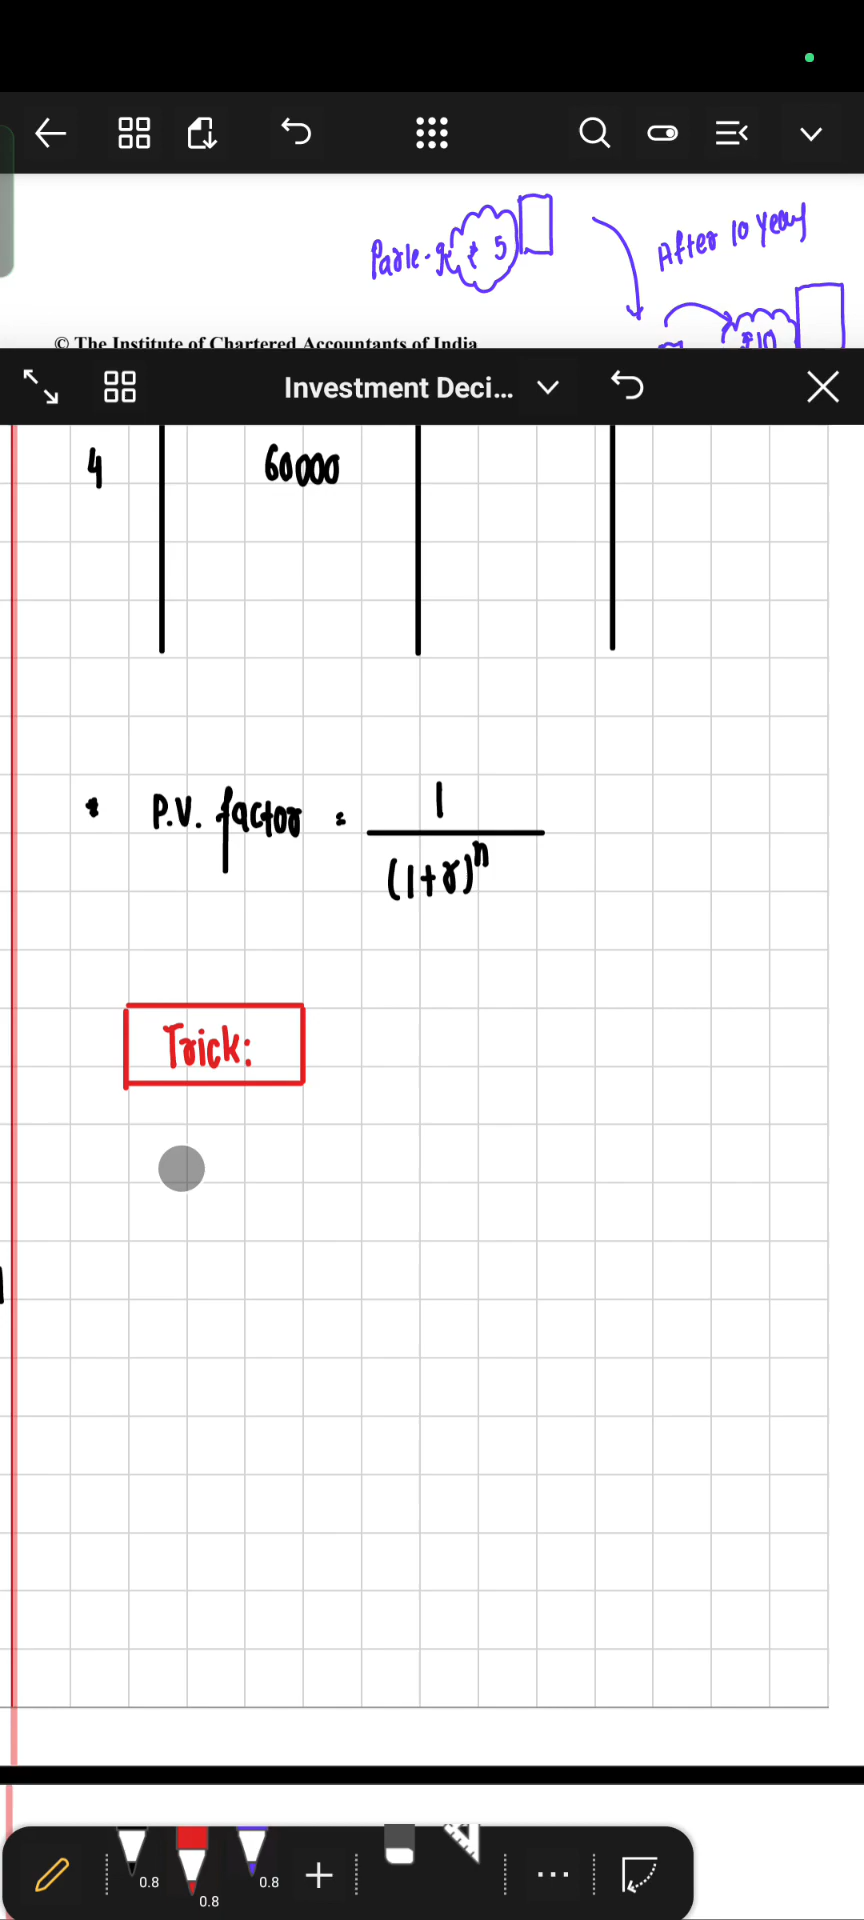 Parle-g ₹ 5
After 10 years
₹10
© The Institute of Chartered Accountants of India
Investment Deci...
4 60000
* P.V. factor = 1
(1+r)^n
Trick:
0.8 0.8 0.8